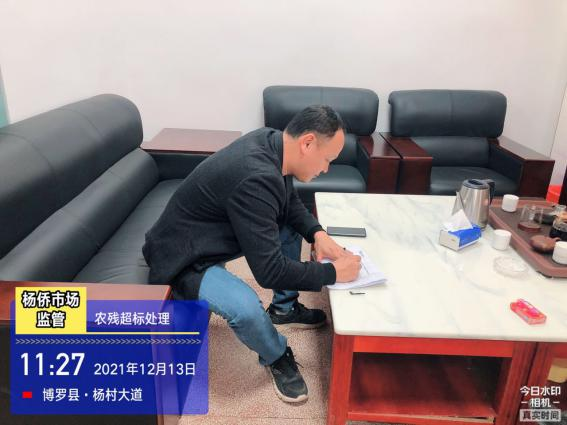 杨侨市场
监管
农残超标处理
11:27
2021年12月13日
博罗县·杨村大道
今日水印
相机
真实时间